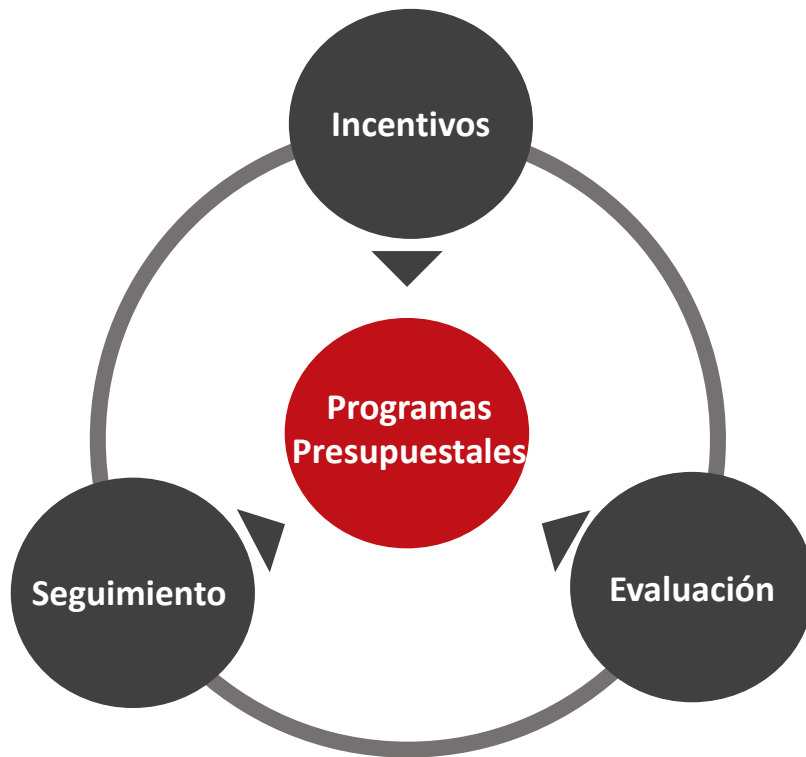 Incentivos
Programas
Presupuestales
Seguimiento
Evaluación